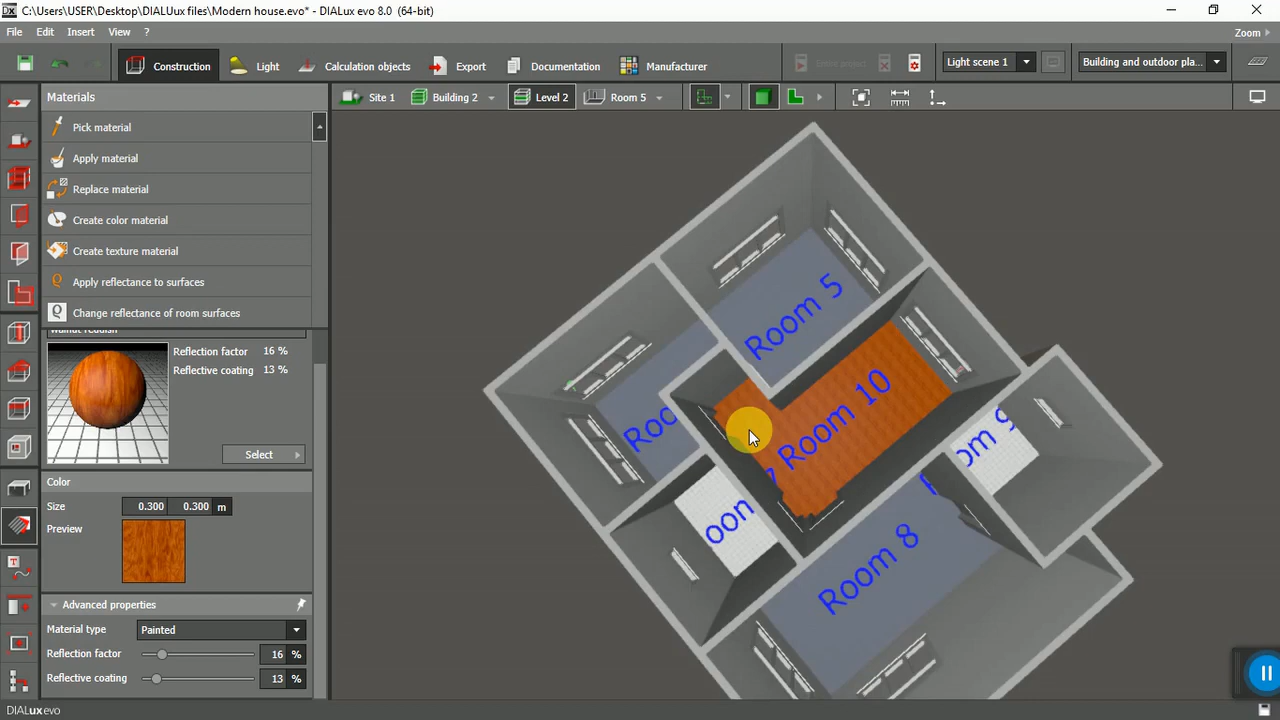 C:\Users\USER\Desktop\DIALUux files\Modern house.evo* - DIALux evo 8.0 (64-bit)
File Edit Insert View ?
Zoom
Construction Light Calculation objects Export Documentation Manufacturer
Light scene 1
Building and outdoor pla...
Materials
Site 1 Building 2 Level 2 Room 5
Pick material
Apply material
Replace material
Create color material
Create texture material
Apply reflectance to surfaces
Change reflectance of room surfaces
Reflection factor 16 %
Reflective coating 13 %
Select
Color
Size 0.300 0.300 m
Preview
Advanced properties
Material type Painted
Reflection factor 16 %
Reflective coating 13 %
Room 5
Room 10
Room 8
DIALux evo